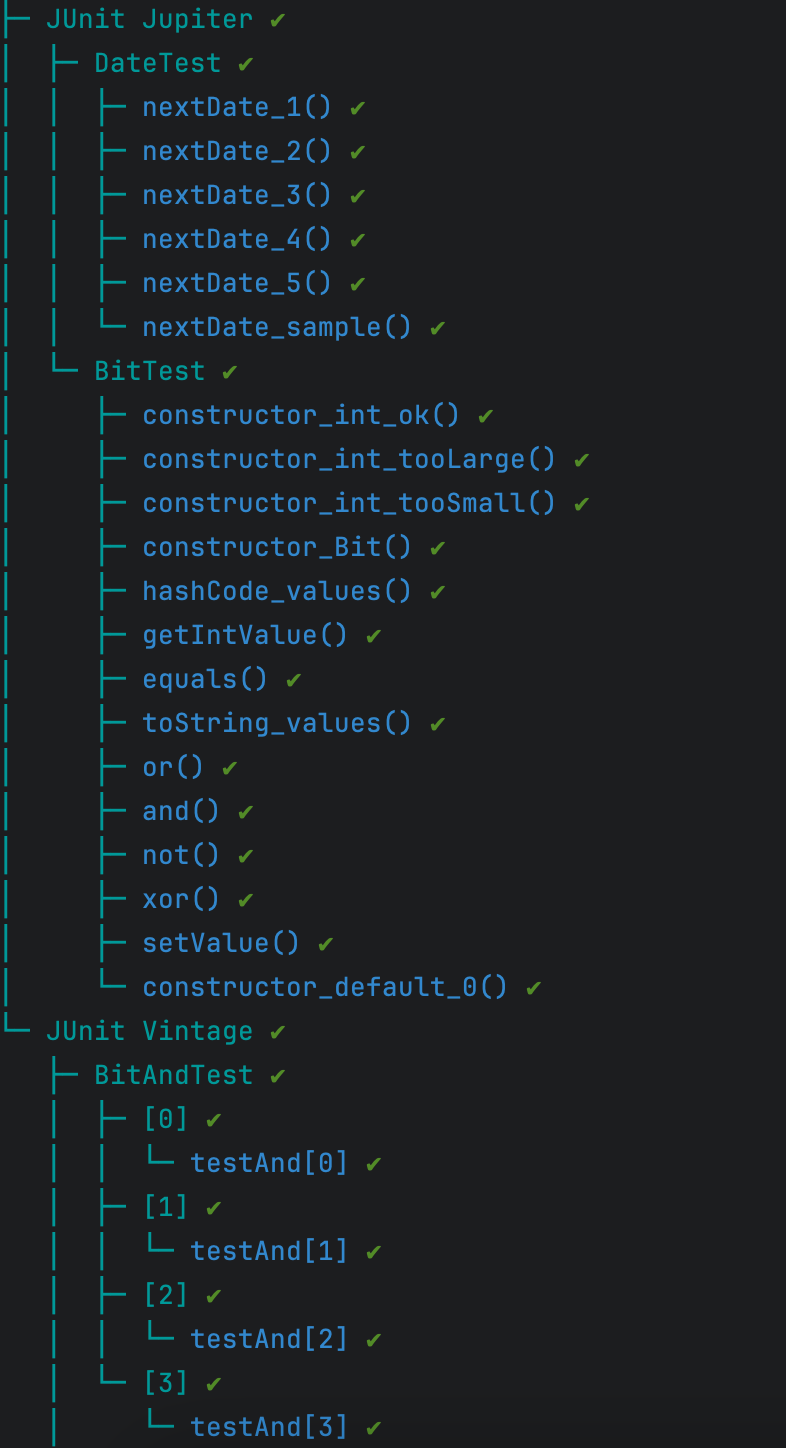 ├─ JUnit Jupiter ✔
│  ├─ DateTest ✔
│  │  ├─ nextDate_1() ✔
│  │  ├─ nextDate_2() ✔
│  │  ├─ nextDate_3() ✔
│  │  ├─ nextDate_4() ✔
│  │  ├─ nextDate_5() ✔
│  │  └─ nextDate_sample() ✔
│  └─ BitTest ✔
│     ├─ constructor_int_ok() ✔
│     ├─ constructor_int_tooLarge() ✔
│     ├─ constructor_int_tooSmall() ✔
│     ├─ constructor_Bit() ✔
│     ├─ hashCode_values() ✔
│     ├─ getIntValue() ✔
│     ├─ equals() ✔
│     ├─ toString_values() ✔
│     ├─ or() ✔
│     ├─ and() ✔
│     ├─ not() ✔
│     ├─ xor() ✔
│     ├─ setValue() ✔
│     └─ constructor_default_0() ✔
└─ JUnit Vintage ✔
   ├─ BitAndTest ✔
   │  ├─ [0] ✔
   │  │  └─ testAnd[0] ✔
   │  ├─ [1] ✔
   │  │  └─ testAnd[1] ✔
   │  ├─ [2] ✔
   │  │  └─ testAnd[2] ✔
   │  └─ [3] ✔
   │     └─ testAnd[3] ✔